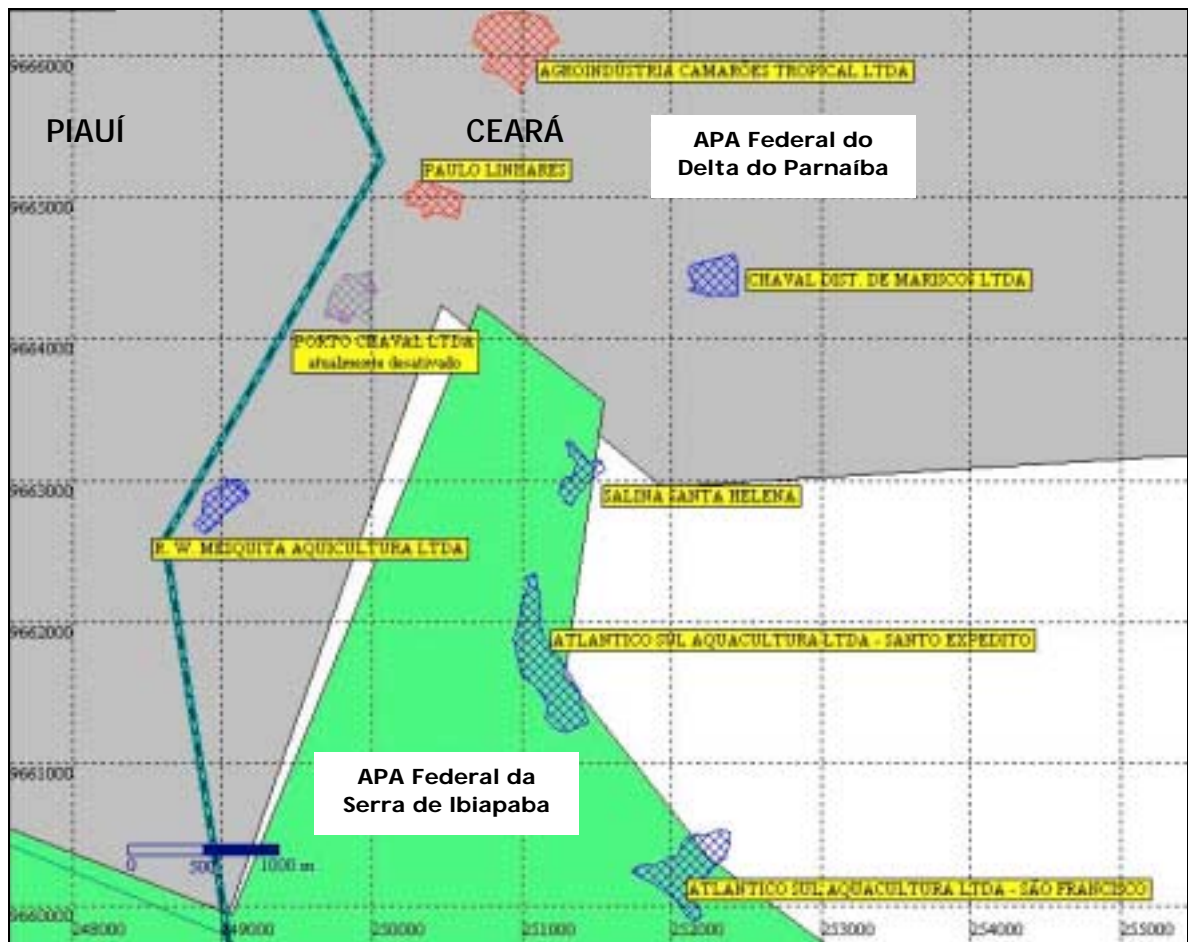 9666000
AGROINDUSTRIA CAMARÕES TROPICAL LTDA
PIAUÍ
CEARÁ
APA Federal do
Delta do Parnaíba
PAULO LINHARES
9665000
CHAVAL DIST. DE MARISCOS LTDA
9664000
PORTO CHAVAL LTDA
atualmente desativado
9663000
SALINA SANTA HELENA
R. W. MESQUITA AQUICULTURA LTDA
9662000
ATLANTICO SUL AQUACULTURA LTDA - SANTO EXPEDITO
9661000
APA Federal da
Serra de Ibiapaba
0 500 1000 m
ATLANTICO SUL AQUACULTURA LTDA - SÃO FRANCISCO
9660000
248000 249000 250000 251000 252000 253000 254000 255000